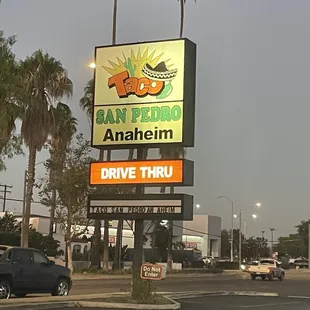 Taco
SAN PEDRO
Anaheim
DRIVE THRU
TACO SAN PEDRO ANAHEIM
Do Not
Enter